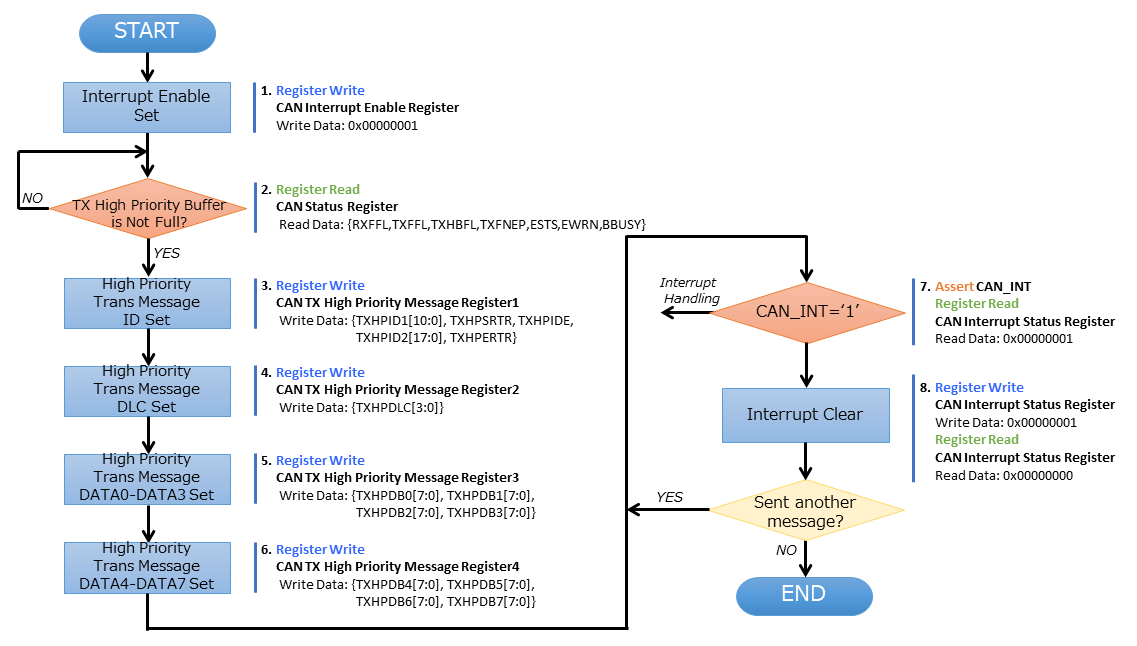 START
Interrupt Enable
Set
1. Register Write
CAN Interrupt Enable Register
Write Data: 0x00000001
NO
TX High Priority Buffer
is Not Full?
2. Register Read
CAN Status Register
Read Data: {RXFFL,TXFFL,TXHBFL,TXFNEP,ESTS,EWRN,BBUSY}
YES
High Priority
Trans Message
ID Set
3. Register Write
CAN TX High Priority Message Register1
Write Data: {TXHPID1[10:0], TXHPSRTR, TXHPIDE,
TXHPID2[17:0], TXHPERTR}
High Priority
Trans Message
DLC Set
4. Register Write
CAN TX High Priority Message Register2
Write Data: {TXHPDLC[3:0]}
High Priority
Trans Message
DATA0-DATA3 Set
5. Register Write
CAN TX High Priority Message Register3
Write Data: {TXHPDB0[7:0], TXHPDB1[7:0],
TXHPDB2[7:0], TXHPDB3[7:0]}
High Priority
Trans Message
DATA4-DATA7 Set
6. Register Write
CAN TX High Priority Message Register4
Write Data: {TXHPDB4[7:0], TXHPDB5[7:0],
TXHPDB6[7:0], TXHPDB7[7:0]}
Interrupt
Handling
CAN_INT=‘1’
7. Assert CAN_INT
Register Read
CAN Interrupt Status Register
Read Data: 0x00000001
Interrupt Clear
8. Register Write
CAN Interrupt Status Register
Write Data: 0x00000001
Register Read
CAN Interrupt Status Register
Read Data: 0x00000000
YES
Sent another
message?
NO
END